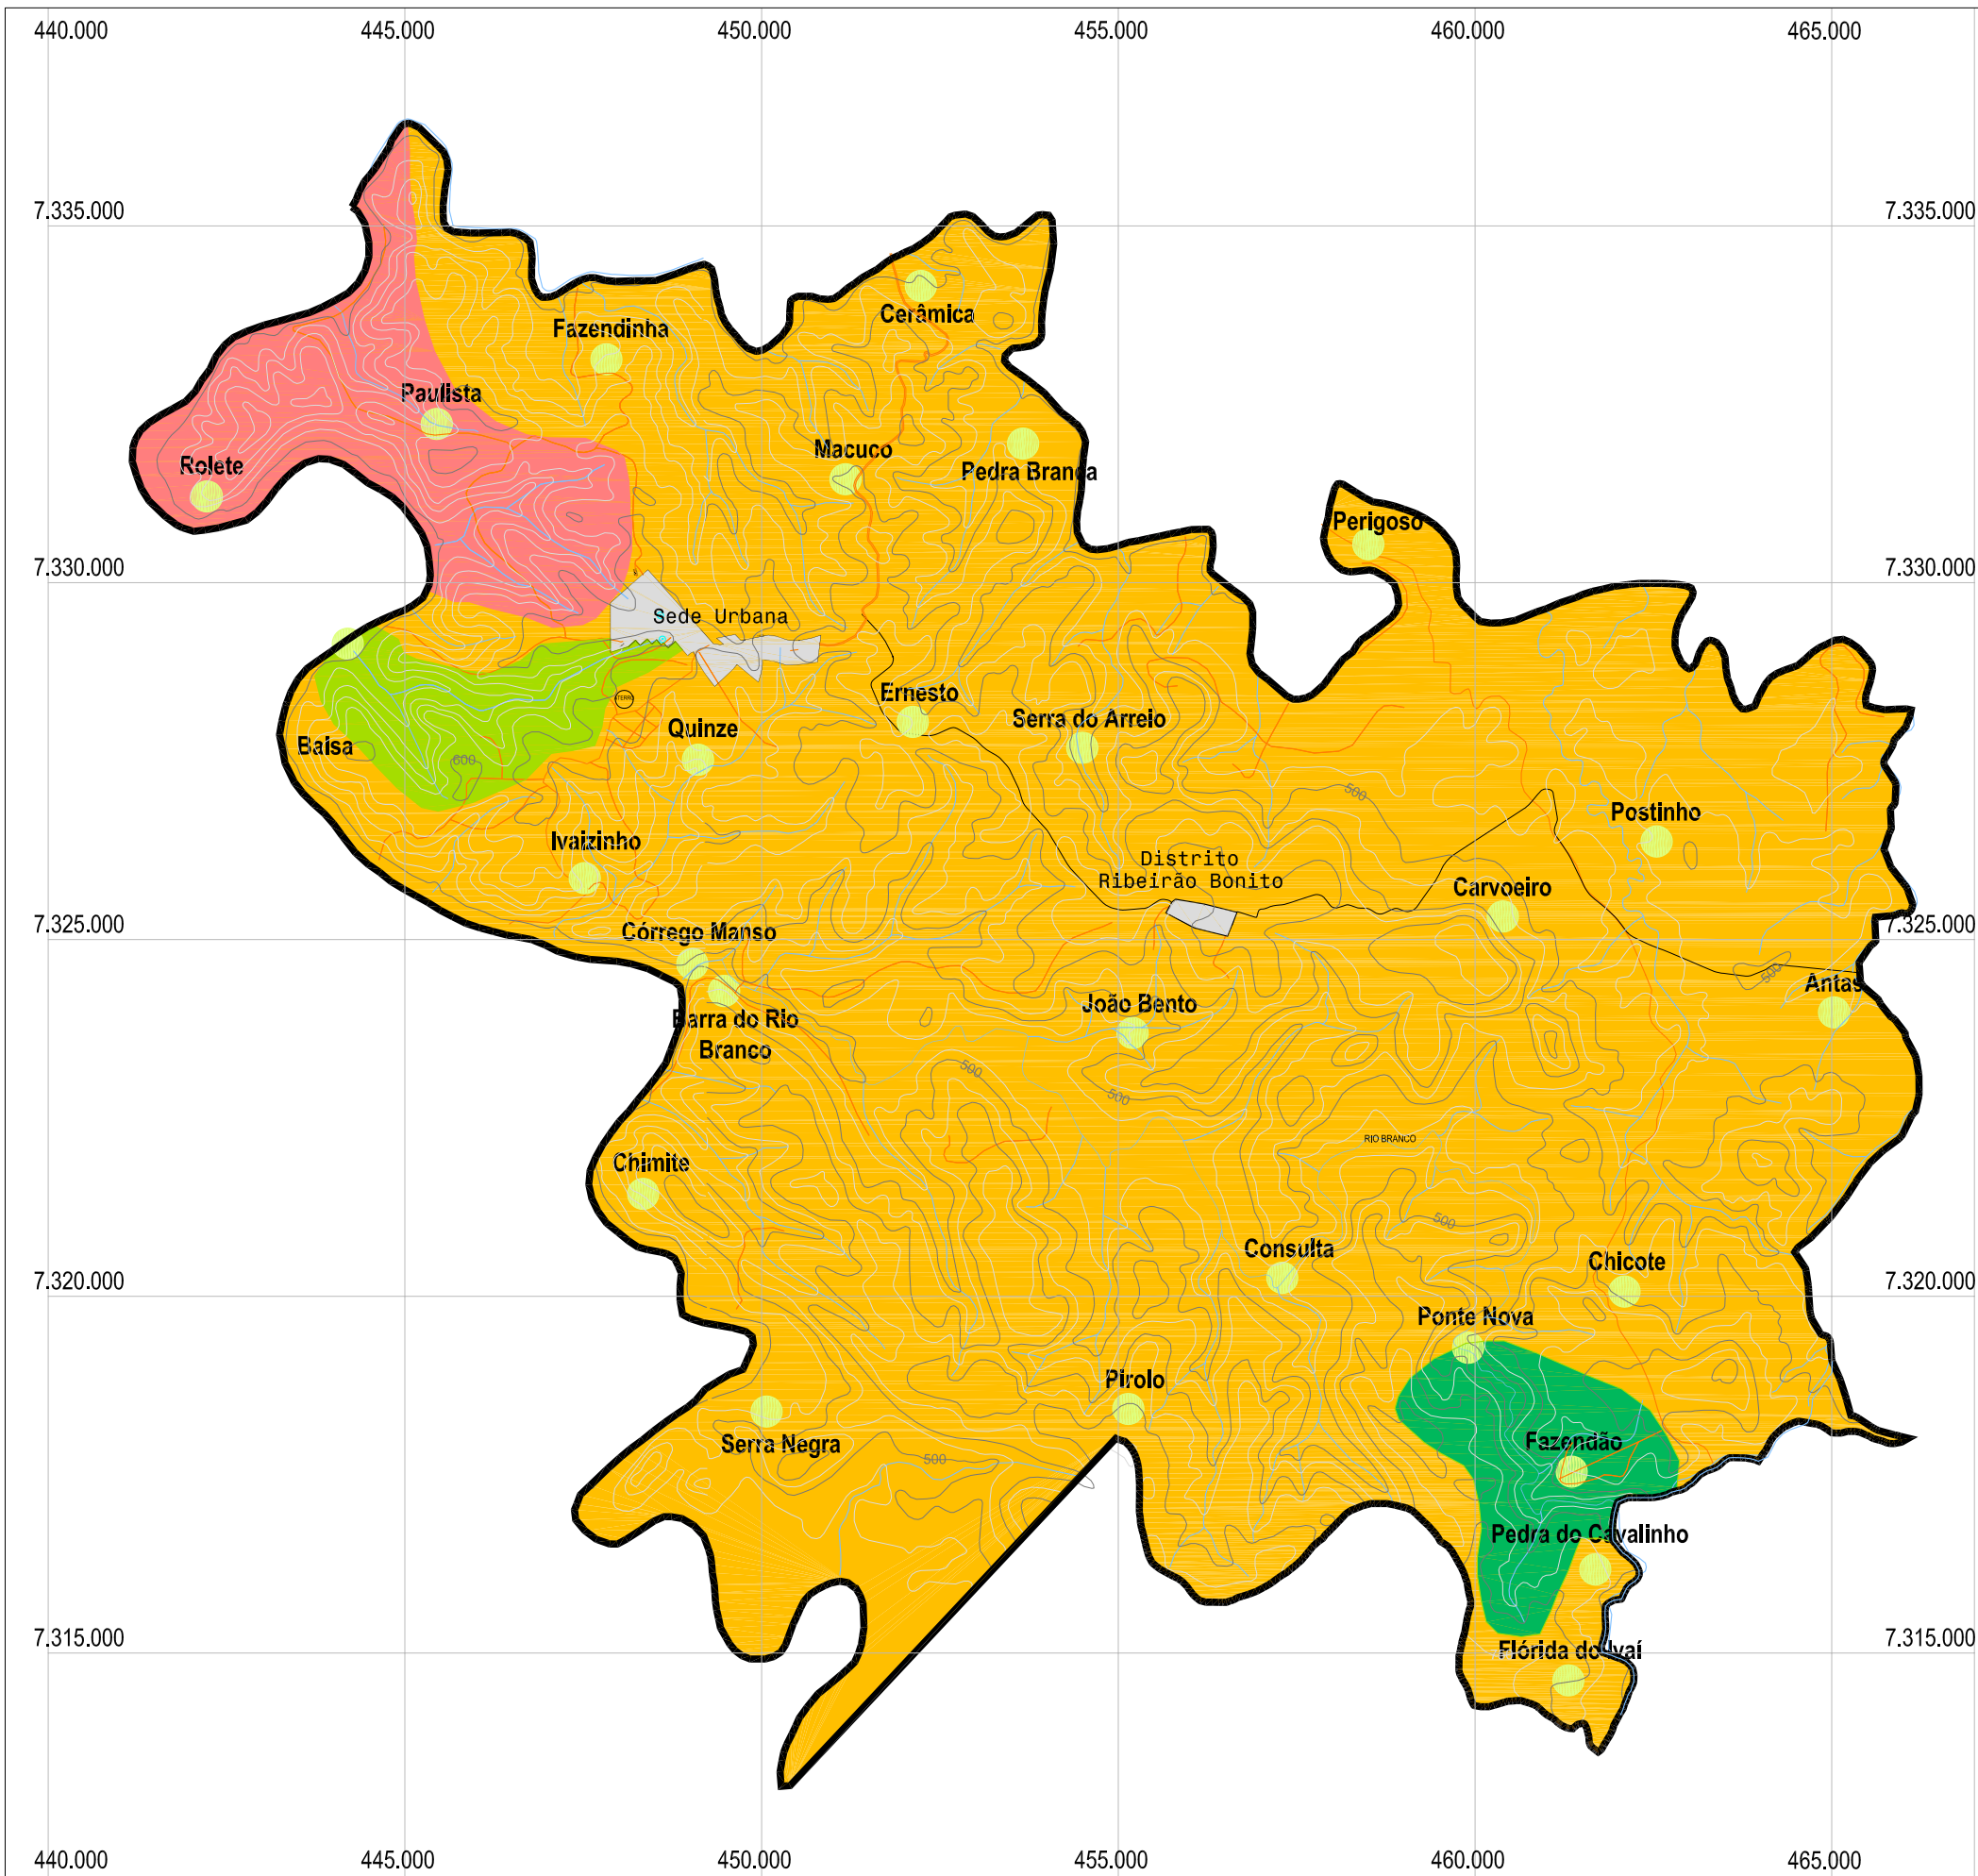 440.000 445.000 450.000 455.000 460.000 465.000
7.335.000 7.335.000
Cerâmica
Fazendinha
Paulista
Macuco
Rolete
Pedra Branca
Perigoso
7.330.000 7.330.000
Sede Urbana
Ernesto
ATERRO
Serra do Arreio
Quinze
Baisa
600
500
Postinho
Ivaizinho
Distrito
Ribeirão Bonito
Carvoeiro
7.325.000 7.325.000
Córrego Manso
500
Antas
João Bento
Barra do Rio
Branco
500
500
RIO BRANCO
Chimite
500
Consulta
Chicote
7.320.000 7.320.000
Ponte Nova
Pirolo
Serra Negra
Fazendão
500
Pedra do Cavalinho
7.315.000 7.315.000
Flórida do Ivaí
440.000 445.000 450.000 455.000 460.000 465.000